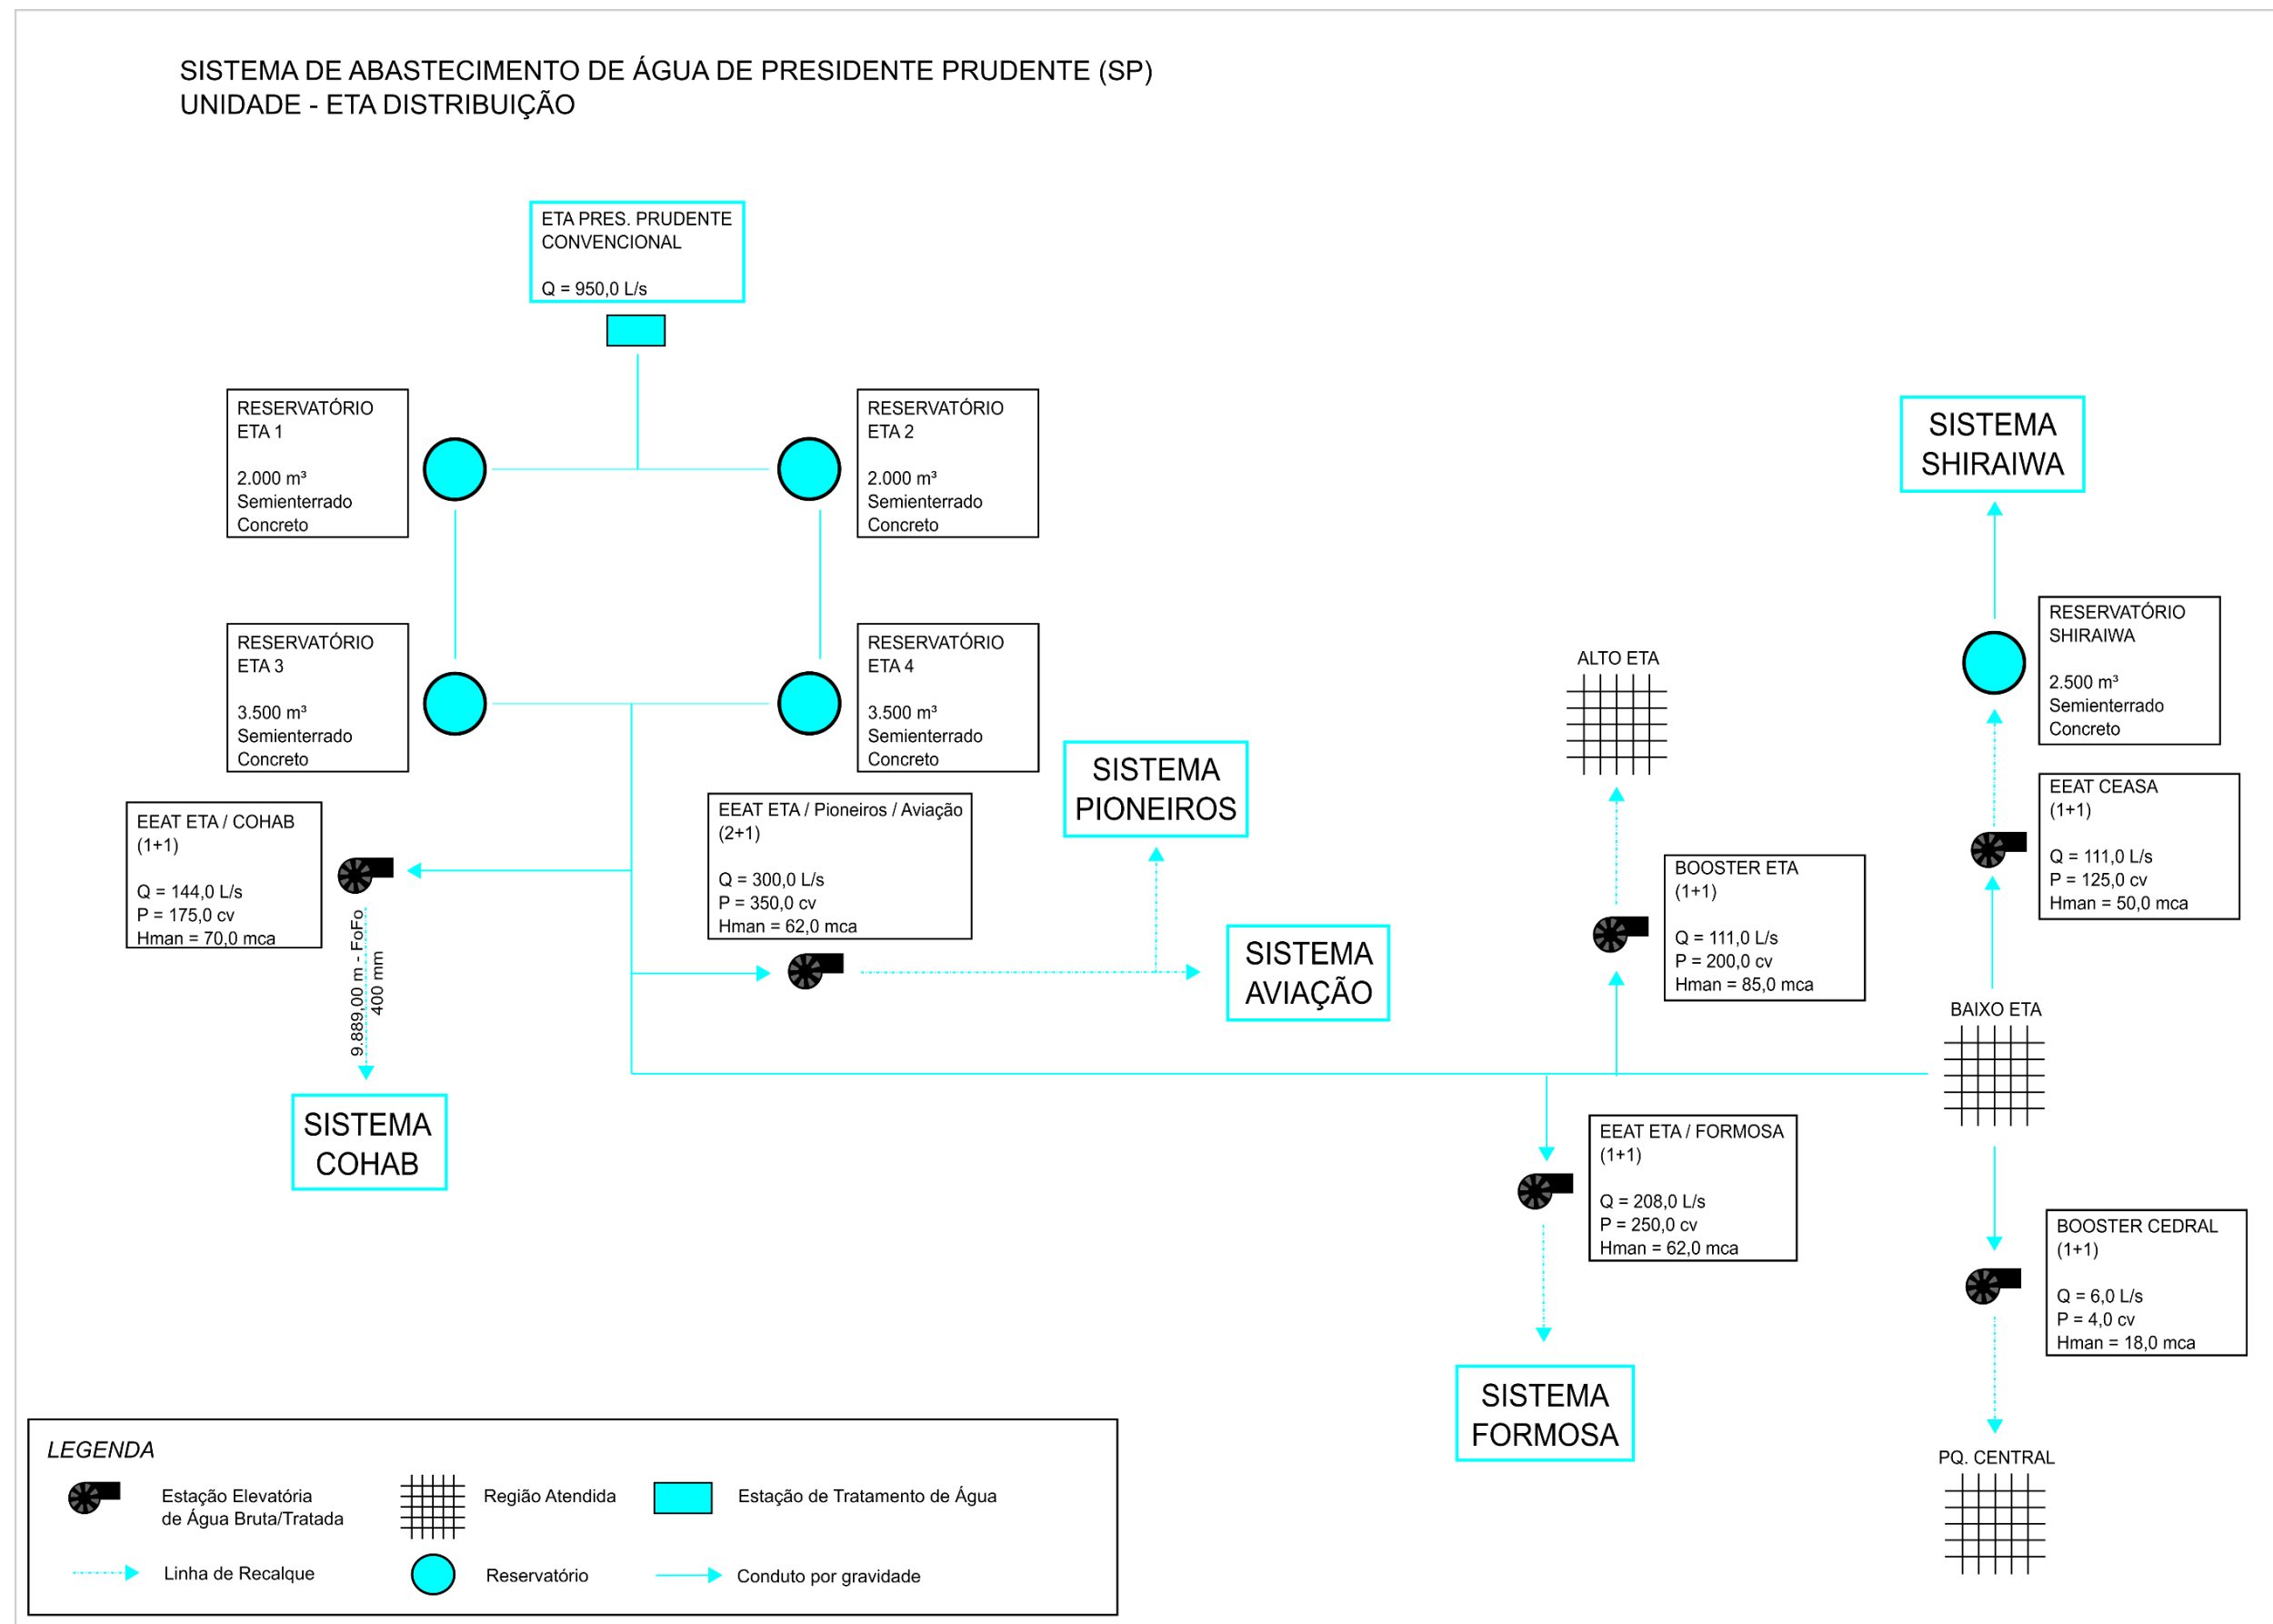 SISTEMA DE ABASTECIMENTO DE ÁGUA DE PRESIDENTE PRUDENTE (SP)
UNIDADE - ETA DISTRIBUIÇÃO
ETA PRES. PRUDENTE
CONVENCIONAL
Q = 950,0 L/s
RESERVATÓRIO
ETA 1
2.000 m³
Semienterrado
Concreto
RESERVATÓRIO
ETA 2
2.000 m³
Semienterrado
Concreto
SISTEMA
SHIRAIWA
RESERVATÓRIO
ETA 3
3.500 m³
Semienterrado
Concreto
RESERVATÓRIO
ETA 4
3.500 m³
Semienterrado
Concreto
RESERVATÓRIO
SHIRAIWA
2.500 m³
Semienterrado
Concreto
ALTO ETA
SISTEMA
PIONEIROS
EEAT ETA / COHAB
(1+1)
Q = 144,0 L/s
P = 175,0 cv
Hman = 70,0 mca
EEAT ETA / Pioneiros / Aviação
(2+1)
Q = 300,0 L/s
P = 350,0 cv
Hman = 62,0 mca
EEAT CEASA
(1+1)
Q = 111,0 L/s
P = 125,0 cv
Hman = 50,0 mca
BOOSTER ETA
(1+1)
Q = 111,0 L/s
P = 200,0 cv
Hman = 85,0 mca
9.889,00 m - FoFo
400 mm
SISTEMA
AVIAÇÃO
BAIXO ETA
SISTEMA
COHAB
EEAT ETA / FORMOSA
(1+1)
Q = 208,0 L/s
P = 250,0 cv
Hman = 62,0 mca
BOOSTER CEDRAL
(1+1)
Q = 6,0 L/s
P = 4,0 cv
Hman = 18,0 mca
SISTEMA
FORMOSA
PQ. CENTRAL
LEGENDA
Estação Elevatória
de Água Bruta/Tratada
Região Atendida
Estação de Tratamento de Água
Linha de Recalque
Reservatório
Conduto por gravidade